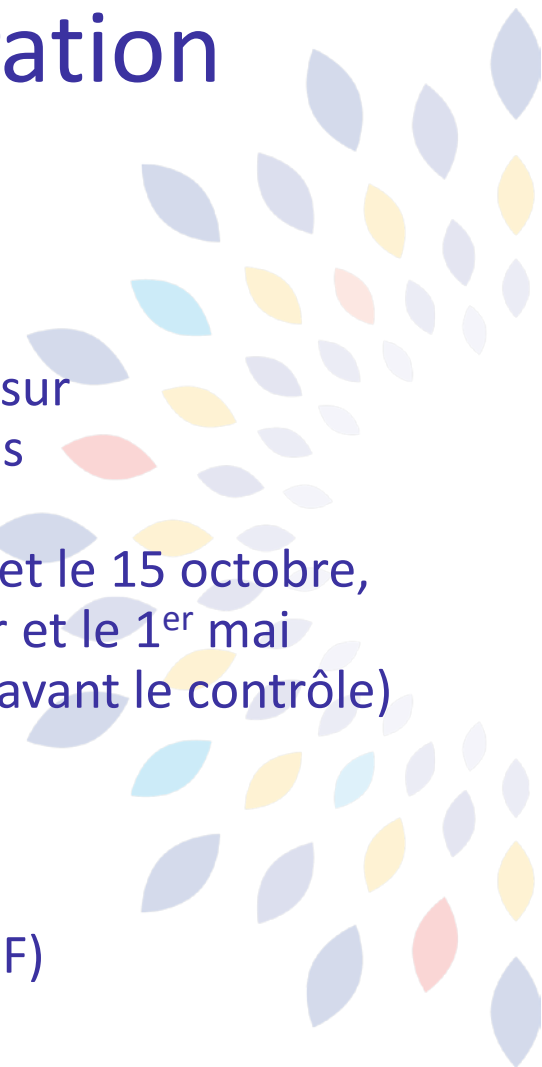 ation
sur
s
et le 15 octobre,
r et le 1er mai
avant le contrôle)
F)